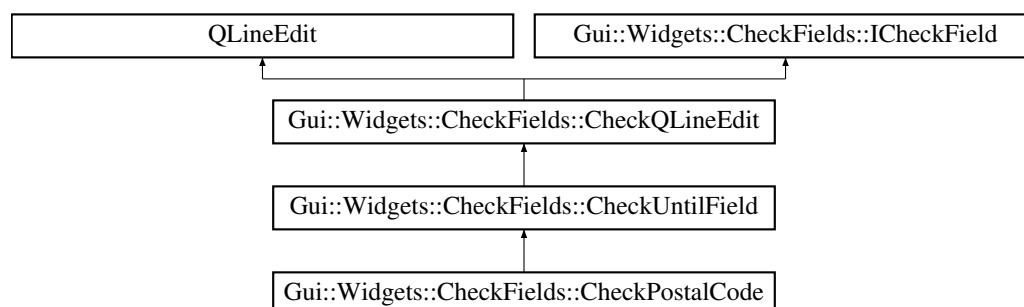 QLineEdit
Gui::Widgets::CheckFields::ICheckField
Gui::Widgets::CheckFields::CheckQLineEdit
Gui::Widgets::CheckFields::CheckUntilField
Gui::Widgets::CheckFields::CheckPostalCode